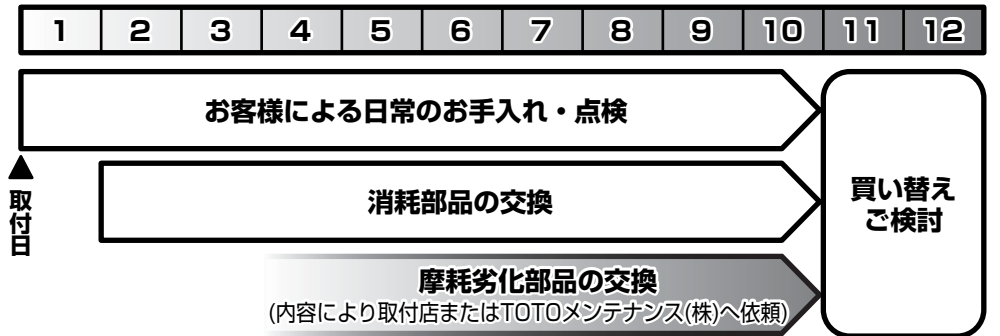 1 2 3 4 5 6 7 8 9 10 11 12
お客様による日常のお手入れ・点検
取付日
消耗部品の交換
買い替え
ご検討
摩耗劣化部品の交換
(内容により取付店またはTOTOメンテナンス(株)へ依頼)